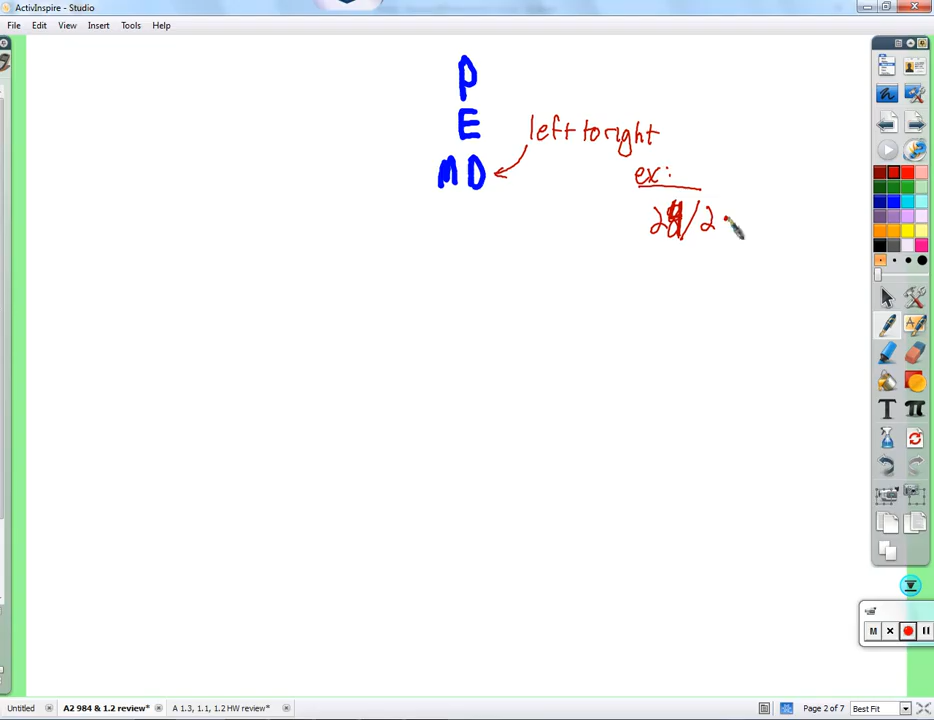 ActivInspire - Studio
File Edit View Insert Tools Help
P
E
left to right
MD
ex:
2 / 2 ·
M
Untitled A2 984 & 1.2 review* A 1.3, 1.1, 1.2 HW review*
Page 2 of 7 Best Fit